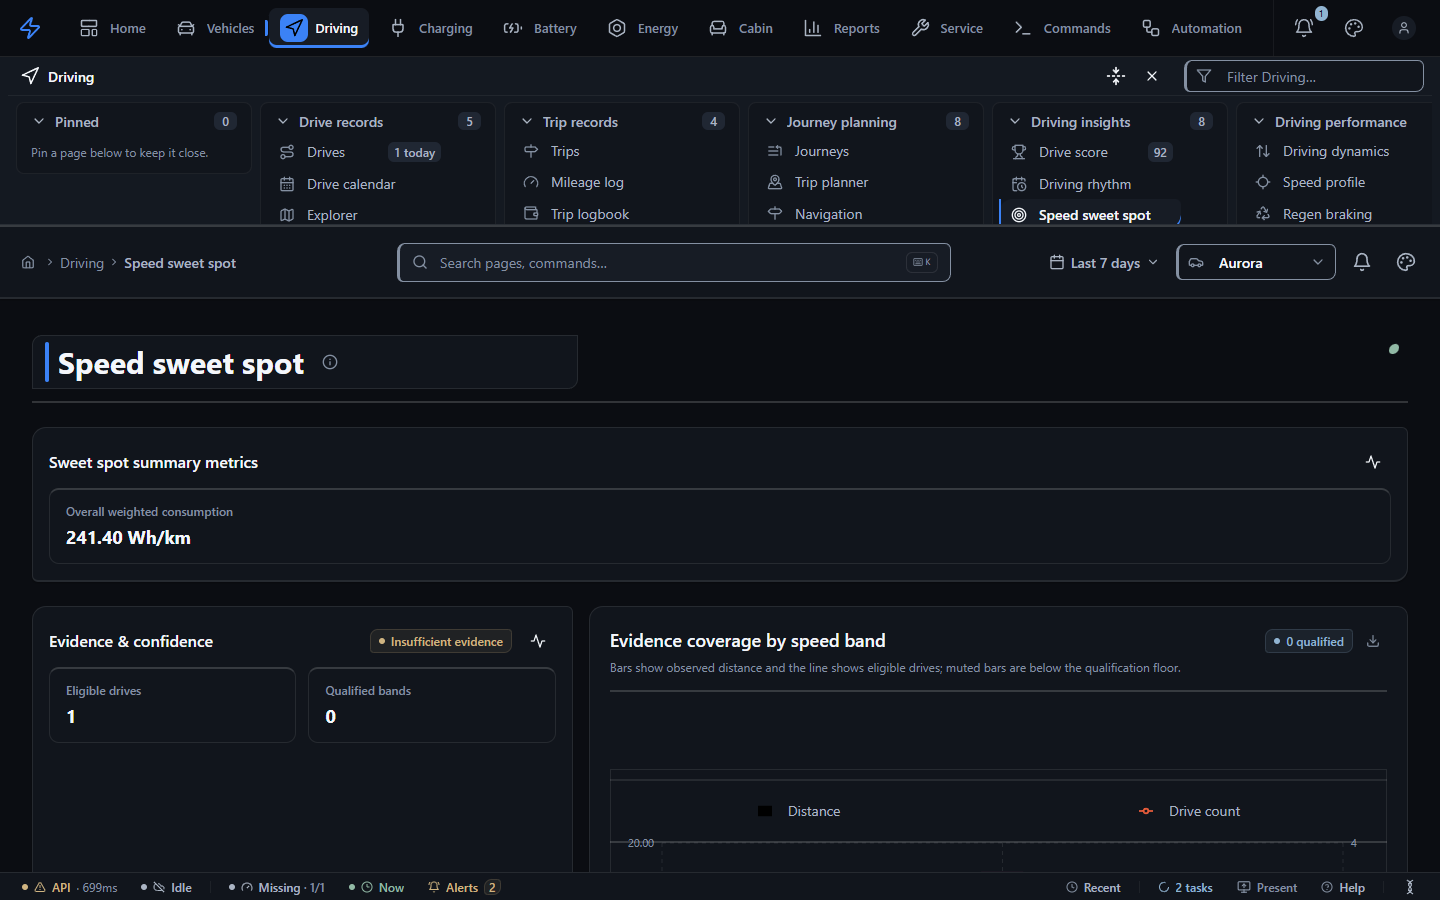 Home
Vehicles
Driving
Charging
Battery
Energy
Cabin
Reports
Service
Commands
Automation
1
Driving
Filter Driving...
Pinned 0
Pin a page below to keep it close.
Drive records 5
Drives 1 today
Drive calendar
Explorer
Trip records 4
Trips
Mileage log
Trip logbook
Journey planning 8
Journeys
Trip planner
Navigation
Driving insights 8
Drive score 92
Driving rhythm
Speed sweet spot
Driving performance
Driving dynamics
Speed profile
Regen braking
Driving
Speed sweet spot
Search pages, commands...
K
Last 7 days
Aurora
Speed sweet spot
Sweet spot summary metrics
Overall weighted consumption
241.40 Wh/km
Evidence & confidence
Insufficient evidence
Eligible drives
1
Qualified bands
0
Evidence coverage by speed band
0 qualified
Bars show observed distance and the line shows eligible drives; muted bars are below the qualification floor.
Distance
Drive count
20.00
4
API · 699ms
Idle
Missing · 1/1
Now
Alerts 2
Recent
2 tasks
Present
Help